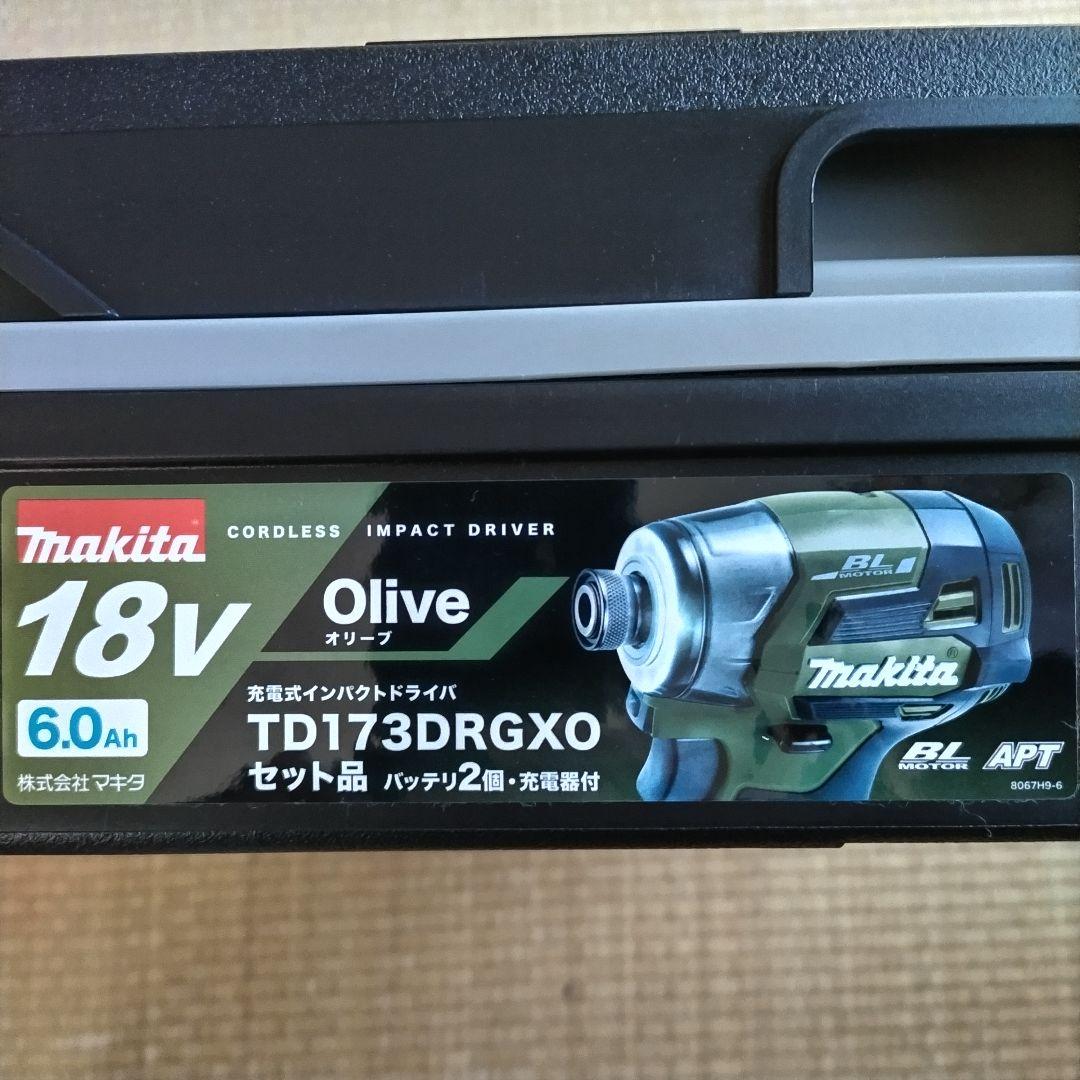 makita
CORDLESS IMPACT DRIVER
18V
Olive
オリーブ
6.0Ah
充電式インパクトドライバ
TD173DRGXO
セット品 バッテリ2個・充電器付
株式会社マキタ
BL
MOTOR
makita®
BL
MOTOR
APT
8067H9-6